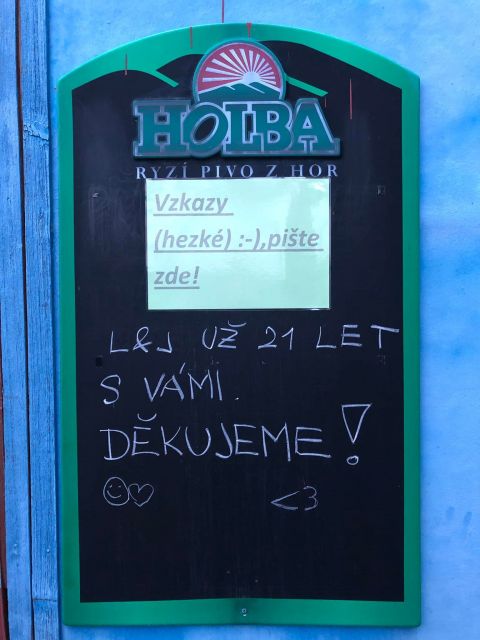 HOLBA
RYZÍ PIVO Z HOR
Vzkazy
(hezké) :-),pište
zde!
L&J UŽ 21 LET
S VÁMI.
DĚKUJEME!
<3